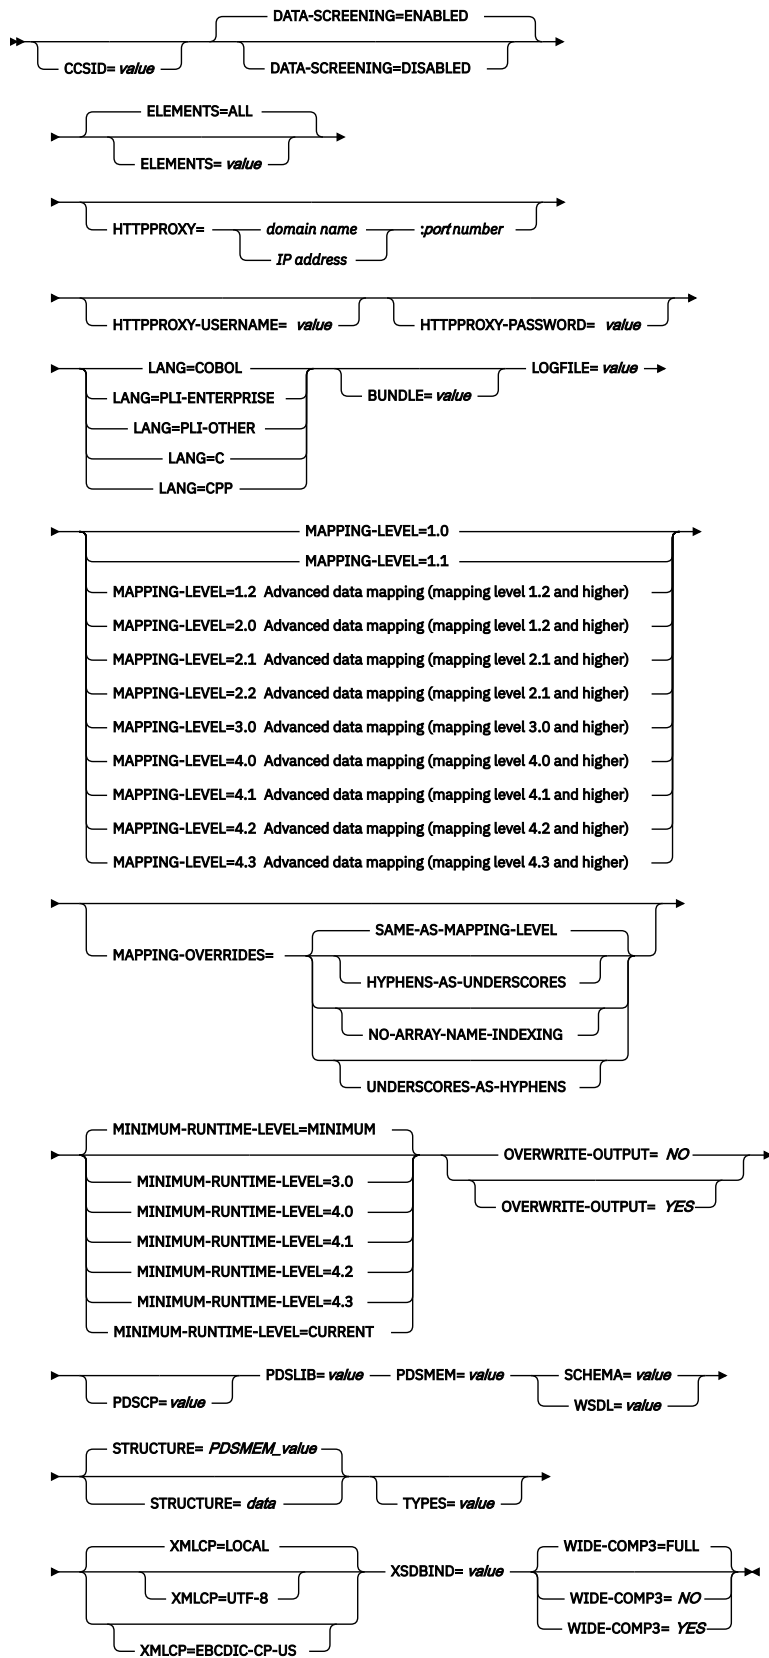 DATA-SCREENING=ENABLED
CCSID= value
DATA-SCREENING=DISABLED
ELEMENTS=ALL
ELEMENTS= value
HTTPPROXY= domain name :port number
IP address
HTTPPROXY-USERNAME= value HTTPPROXY-PASSWORD= value
LANG=COBOL LOGFILE= value
LANG=PLI-ENTERPRISE BUNDLE= value
LANG=PLI-OTHER
LANG=C
LANG=CPP
MAPPING-LEVEL=1.0
MAPPING-LEVEL=1.1
MAPPING-LEVEL=1.2 Advanced data mapping (mapping level 1.2 and higher)
MAPPING-LEVEL=2.0 Advanced data mapping (mapping level 1.2 and higher)
MAPPING-LEVEL=2.1 Advanced data mapping (mapping level 2.1 and higher)
MAPPING-LEVEL=2.2 Advanced data mapping (mapping level 2.1 and higher)
MAPPING-LEVEL=3.0 Advanced data mapping (mapping level 3.0 and higher)
MAPPING-LEVEL=4.0 Advanced data mapping (mapping level 4.0 and higher)
MAPPING-LEVEL=4.1 Advanced data mapping (mapping level 4.1 and higher)
MAPPING-LEVEL=4.2 Advanced data mapping (mapping level 4.2 and higher)
MAPPING-LEVEL=4.3 Advanced data mapping (mapping level 4.3 and higher)
SAME-AS-MAPPING-LEVEL
MAPPING-OVERRIDES=
HYPHENS-AS-UNDERSCORES
NO-ARRAY-NAME-INDEXING
UNDERSCORES-AS-HYPHENS
MINIMUM-RUNTIME-LEVEL=MINIMUM
OVERWRITE-OUTPUT= NO
MINIMUM-RUNTIME-LEVEL=3.0
OVERWRITE-OUTPUT= YES
MINIMUM-RUNTIME-LEVEL=4.0
MINIMUM-RUNTIME-LEVEL=4.1
MINIMUM-RUNTIME-LEVEL=4.2
MINIMUM-RUNTIME-LEVEL=4.3
MINIMUM-RUNTIME-LEVEL=CURRENT
PDSLIB= value PDSMEM= value SCHEMA= value
PDSCP= value WSDL= value
STRUCTURE= PDSMEM_value
STRUCTURE= data TYPES= value
XMLCP=LOCAL WIDE-COMP3=FULL
XSDBIND= value
XMLCP=UTF-8 WIDE-COMP3= NO
WIDE-COMP3= YES
XMLCP=EBCDIC-CP-US